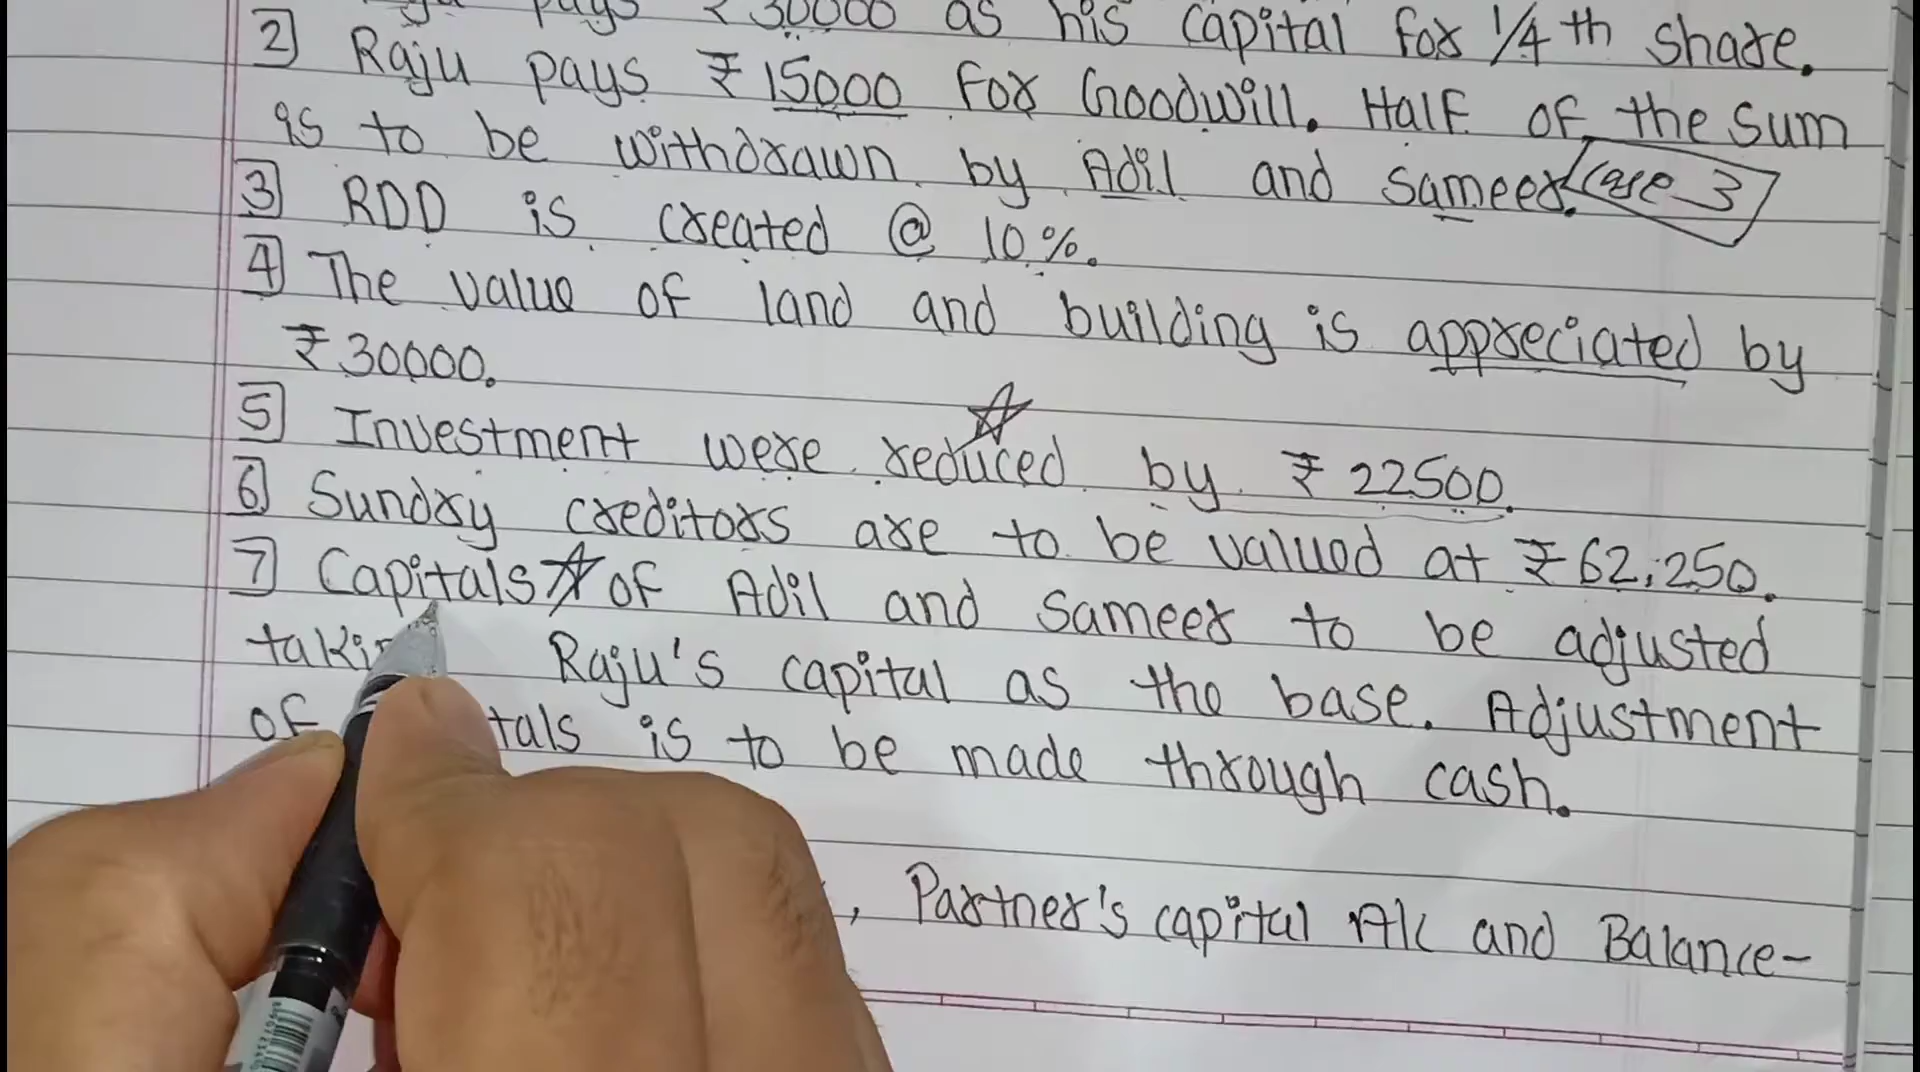 pays ₹30000 as his capital for 1/4th share.
2] Raju pays ₹15000 for Goodwill. Half of the sum
is to be withdrawn by Adil and Sameer. Case 3
3] RDD is created @ 10%.
4] The value of land and building is appreciated by
₹30000.
5] Investment were reduced by ₹22500.
6] Sundry creditors are to be valued at ₹62,250.
7] Capitals of Adil and Sameer to be adjusted
Raju's capital as the base. Adjustment
of is to be made through cash.
, Partner's capital A/c and Balance-